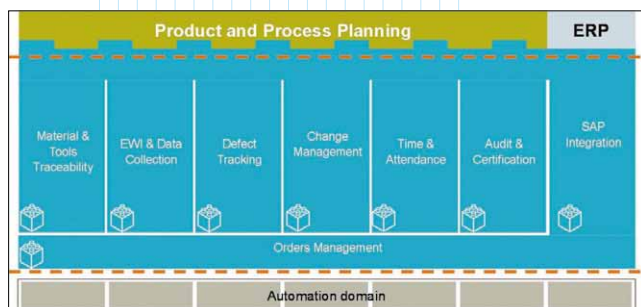 Product and Process Planning
ERP
Material &
Tools
Traceability
EWI & Data
Collection
Defect
Tracking
Change
Management
Time &
Attendance
Audit &
Certification
SAP
Integration
Orders Management
Automation domain